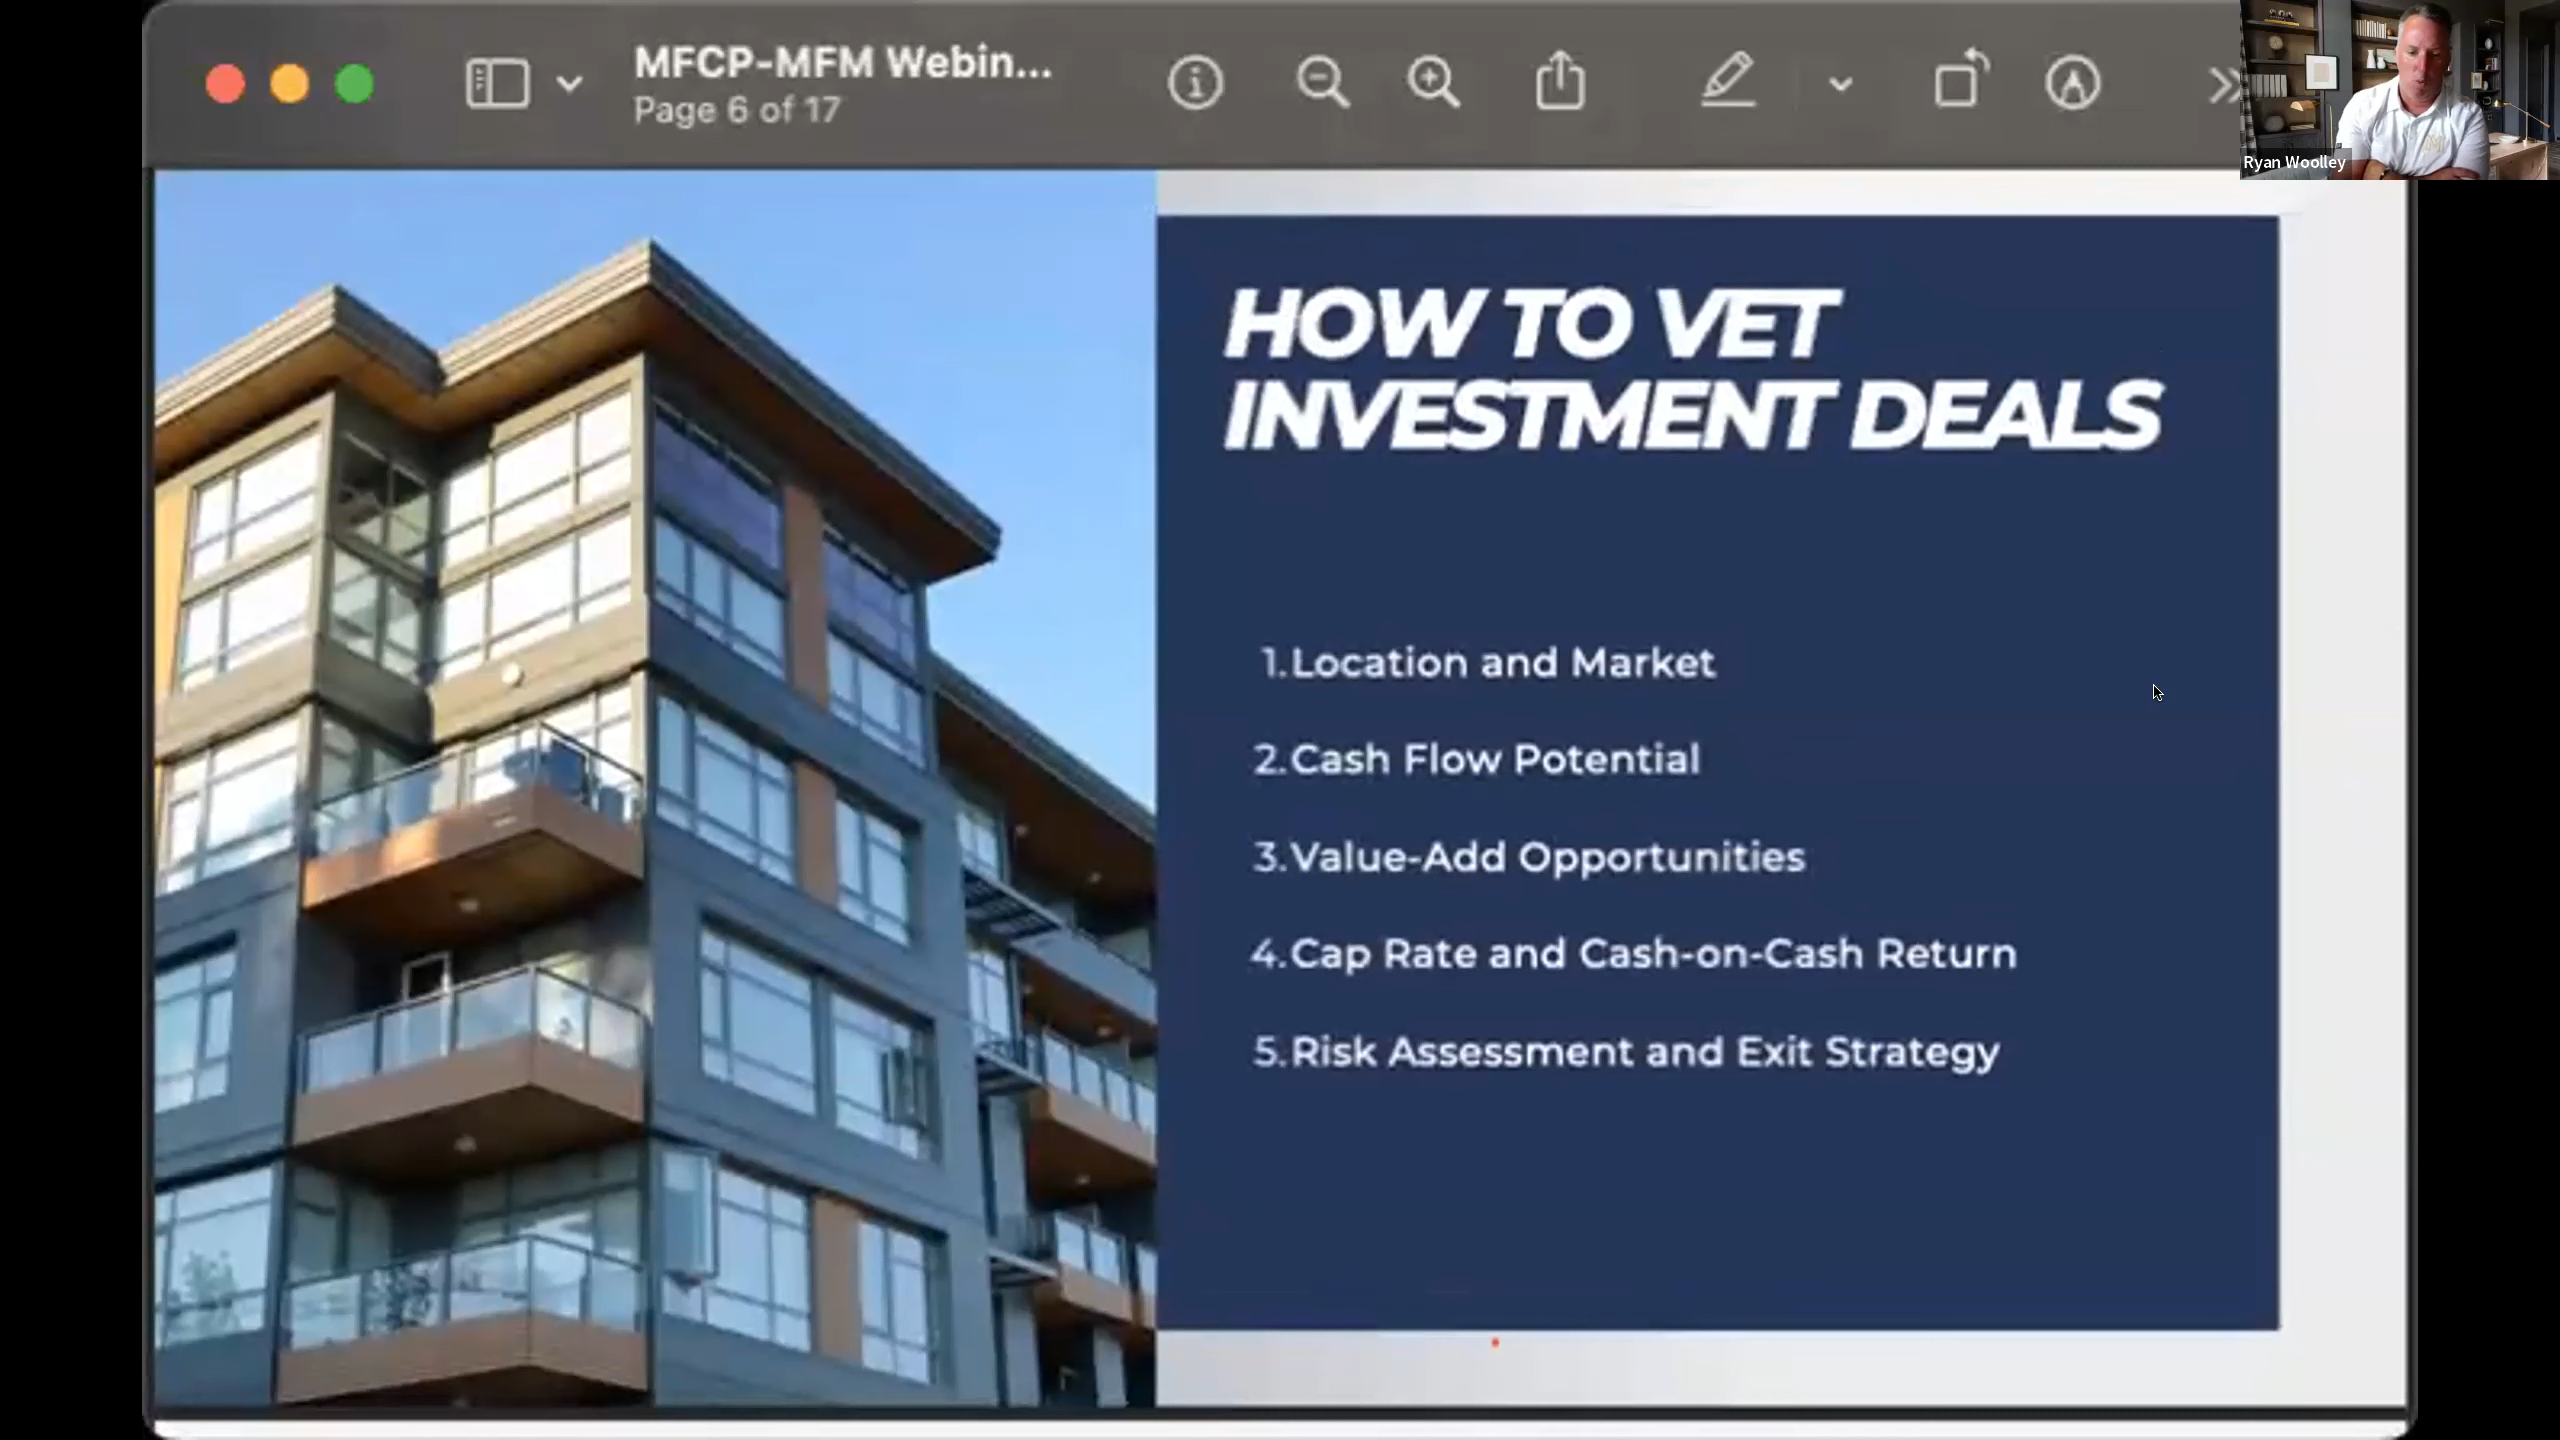 MFCP-MFM Webin...
Page 6 of 17
Ryan Woolley
HOW TO VET
INVESTMENT DEALS
1. Location and Market
2. Cash Flow Potential
3. Value-Add Opportunities
4. Cap Rate and Cash-on-Cash Return
5. Risk Assessment and Exit Strategy